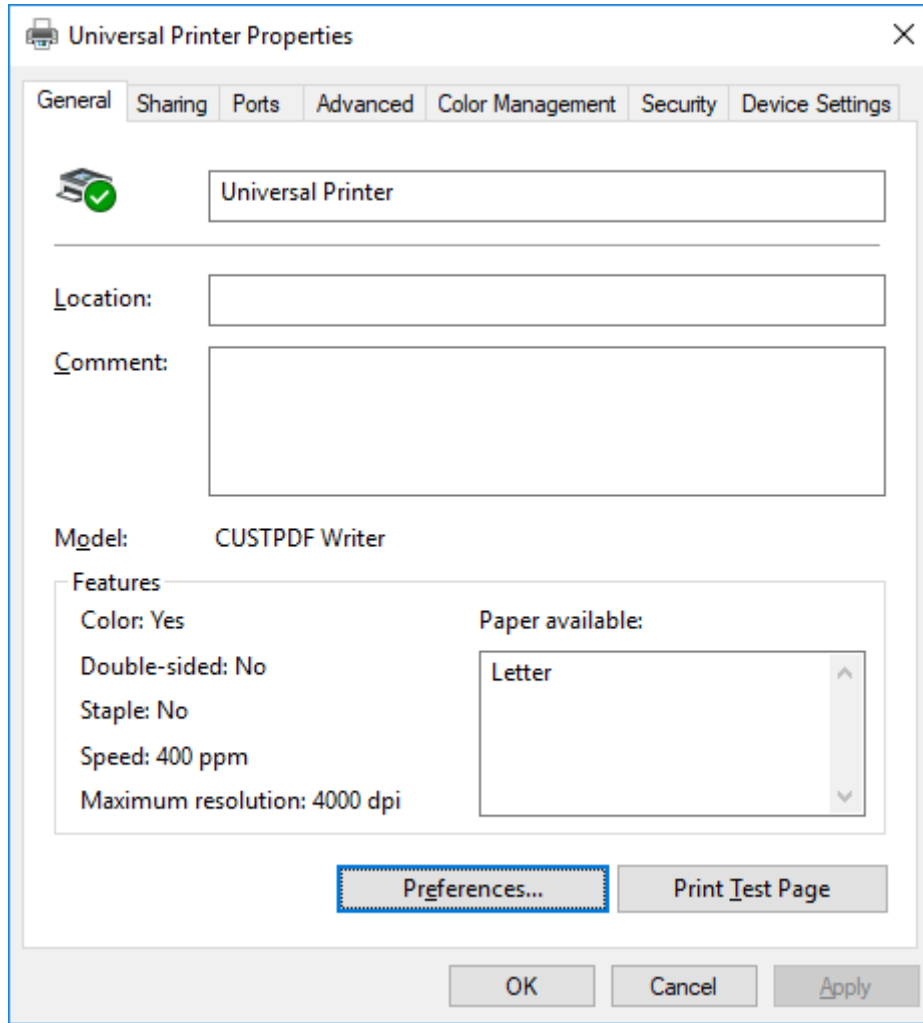 Universal Printer Properties
General Sharing Ports Advanced Color Management Security Device Settings
Universal Printer
Location:
Comment:
Model: CUSTPDF Writer
Features
Color: Yes
Paper available:
Double-sided: No
Letter
Staple: No
Speed: 400 ppm
Maximum resolution: 4000 dpi
Preferences... Print Test Page
OK Cancel Apply